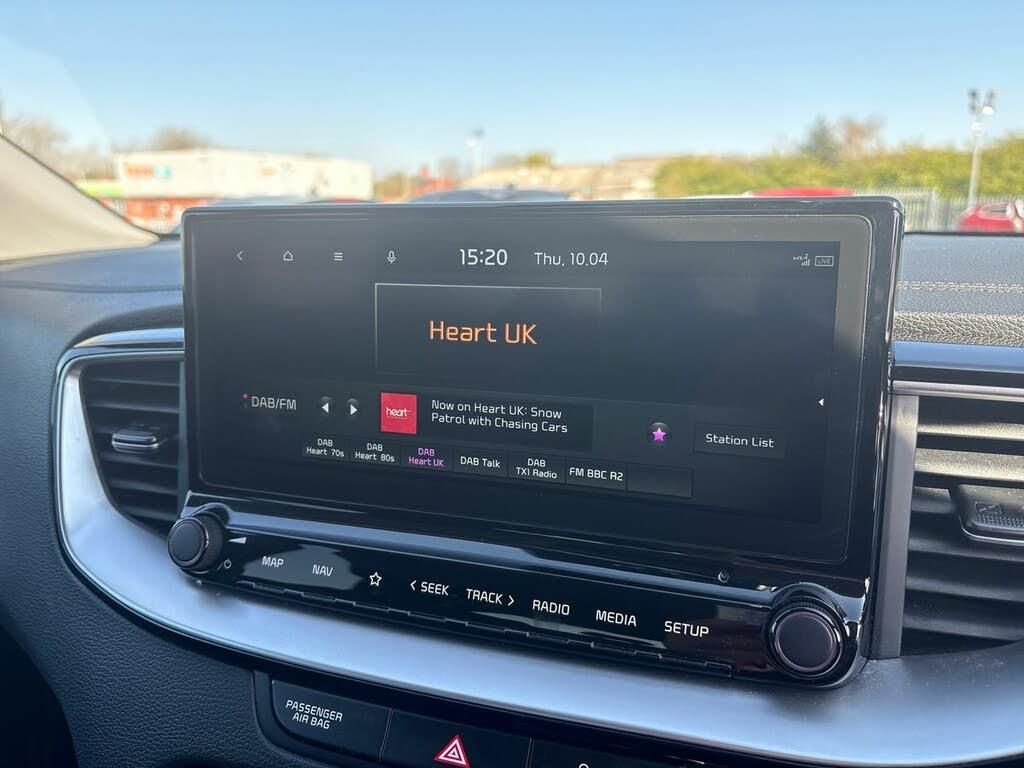 15:20 Thu, 10.04
LIVE
Heart UK
DAB/FM
heart
Now on Heart UK: Snow
Patrol with Chasing Cars
Station List
DAB
Heart 70s
DAB
Heart 80s
DAB
Heart UK
DAB Talk
DAB
TX1 Radio
FM BBC R2
MAP
NAV
< SEEK
TRACK >
RADIO
MEDIA
SETUP
PASSENGER
AIR BAG